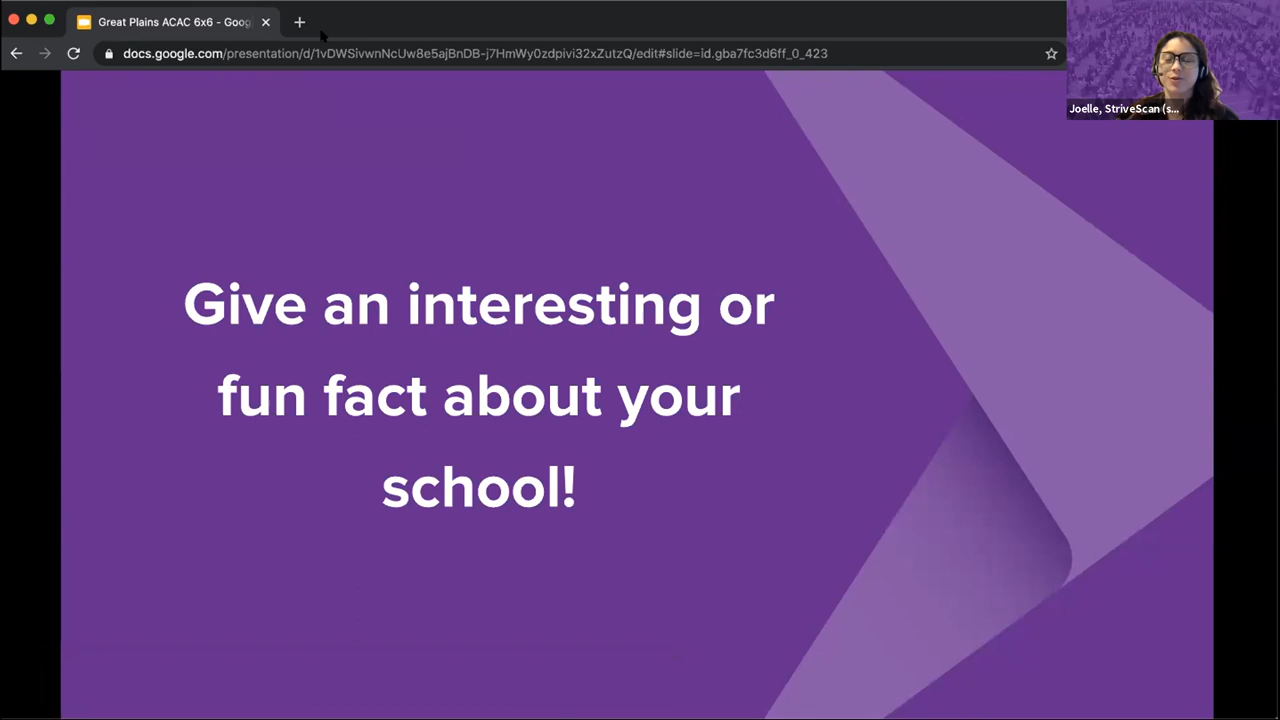 Great Plains ACAC 6x6 - Goog
docs.google.com/presentation/d/1vDWSivwnNcUw8e5ajBnDB-j7HmWy0zdpivi32xZutzQ/edit#slide=id.gba7fc3d6ff_0_423
Joelle, StriveScan (s...
Give an interesting or
fun fact about your
school!